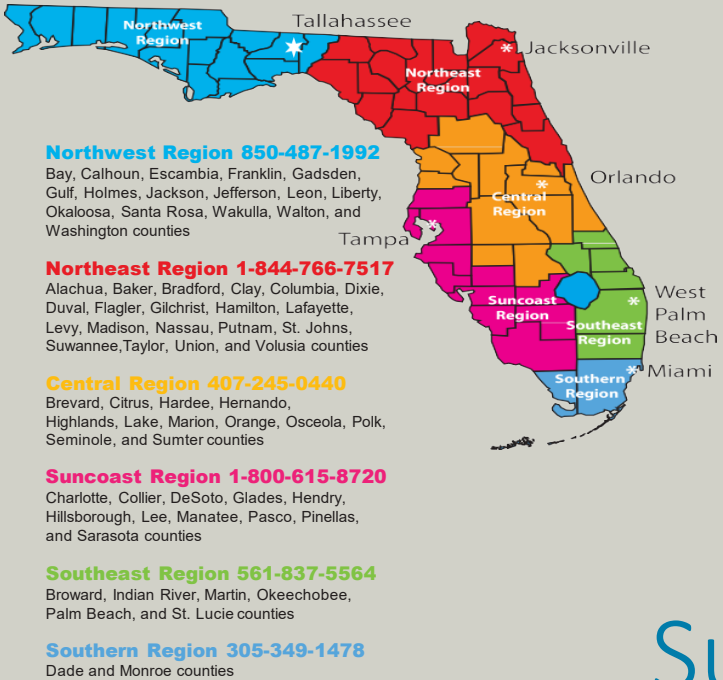 Tallahassee
Northwest
Region
Jacksonville
Northeast
Region
Northwest Region 850-487-1992
Bay, Calhoun, Escambia, Franklin, Gadsden,
Gulf, Holmes, Jackson, Jefferson, Leon, Liberty,
Okaloosa, Santa Rosa, Wakulla, Walton, and
Washington counties
Orlando
Central
Region
Tampa
Northeast Region 1-844-766-7517
Alachua, Baker, Bradford, Clay, Columbia, Dixie,
Duval, Flagler, Gilchrist, Hamilton, Lafayette,
Levy, Madison, Nassau, Putnam, St. Johns,
Suwannee,Taylor, Union, and Volusia counties
Suncoast
Region
West
Palm
Beach
Southeast
Region
Miami
Southern
Region
Central Region 407-245-0440
Brevard, Citrus, Hardee, Hernando,
Highlands, Lake, Marion, Orange, Osceola, Polk,
Seminole, and Sumter counties
Suncoast Region 1-800-615-8720
Charlotte, Collier, DeSoto, Glades, Hendry,
Hillsborough, Lee, Manatee, Pasco, Pinellas,
and Sarasota counties
Southeast Region 561-837-5564
Broward, Indian River, Martin, Okeechobee,
Palm Beach, and St. Lucie counties
Southern Region 305-349-1478
Dade and Monroe counties
Su